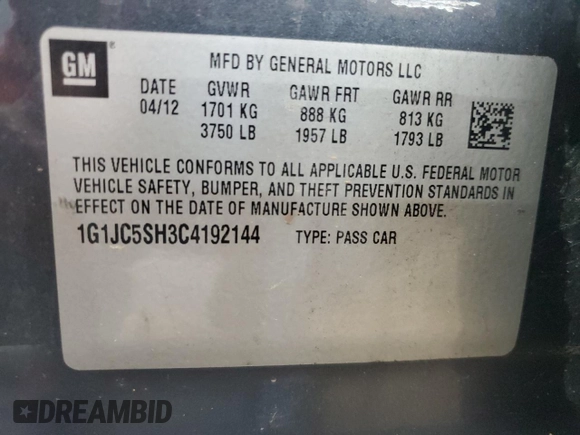 GM
MFD BY GENERAL MOTORS LLC
DATE GVWR GAWR FRT GAWR RR
04/12 1701 KG 888 KG 813 KG
3750 LB 1957 LB 1793 LB
THIS VEHICLE CONFORMS TO ALL APPLICABLE U.S. FEDERAL MOTOR
VEHICLE SAFETY, BUMPER, AND THEFT PREVENTION STANDARDS IN
EFFECT ON THE DATE OF MANUFACTURE SHOWN ABOVE.
1G1JC5SH3C4192144 TYPE: PASS CAR
DREAMBID